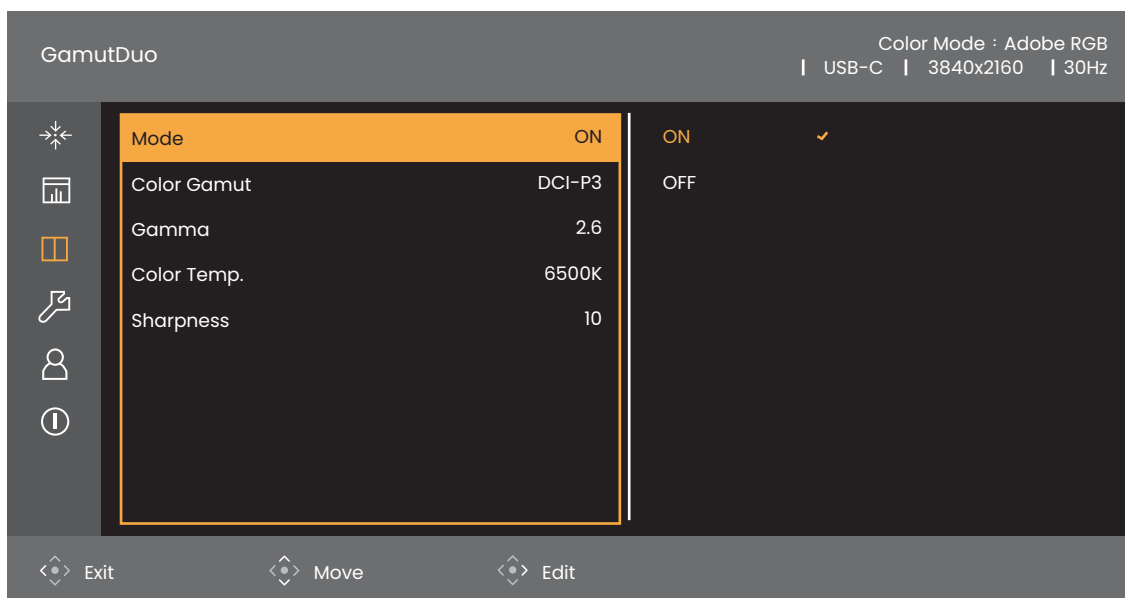 GamutDuo
Color Mode : Adobe RGB
| USB-C | 3840x2160 | 30Hz
Mode ON
ON
Color Gamut DCI-P3
OFF
Gamma 2.6
Color Temp. 6500K
Sharpness 10
Exit Move Edit